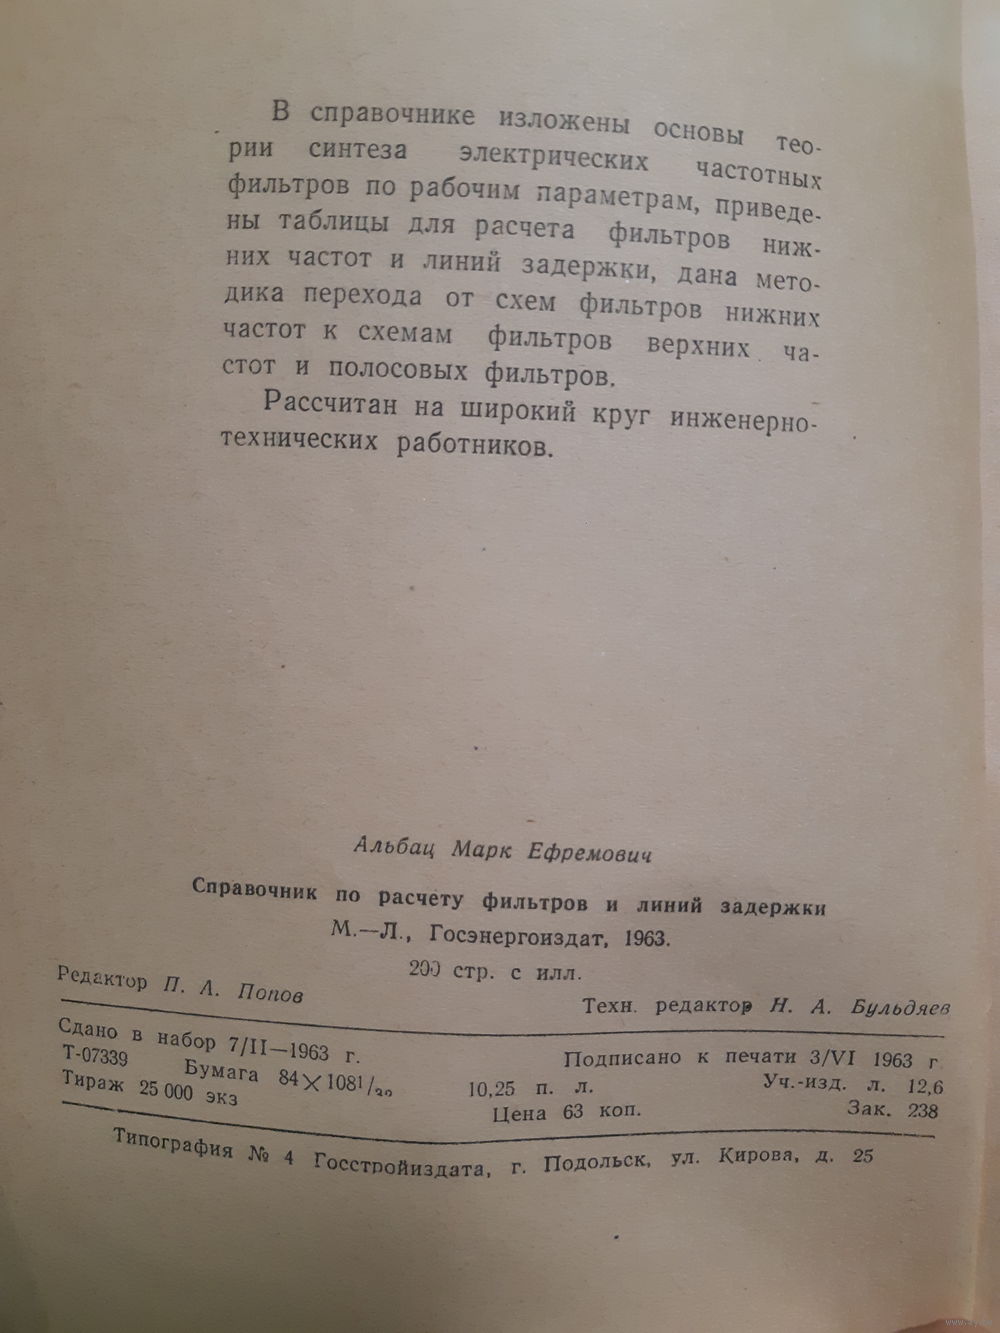 В справочнике изложены основы тео-
рии синтеза электрических частотных
фильтров по рабочим параметрам, приведе-
ны таблицы для расчета фильтров ниж-
них частот и линий задержки, дана мето-
дика перехода от схем фильтров нижних
частот к схемам фильтров верхних ча-
стот и полосовых фильтров.
Рассчитан на широкий круг инженерно-
технических работников.
Альбац Марк Ефремович
Справочник по расчету фильтров и линий задержки
М.—Л., Госэнергоиздат, 1963.
200 стр. с илл.
Редактор П. А. Попов
Техн. редактор Н. А. Бульдяев
Сдано в набор 7/II—1963 г.
Подписано к печати 3/VI 1963 г
Т-07339 Бумага 84×1081/ 10,25 п. л. Уч.-изд. л. 12,6
Тираж 25 000 экз Цена 63 коп. Зак. 238
Типография № 4 Госстройиздата, г. Подольск, ул. Кирова, д. 25